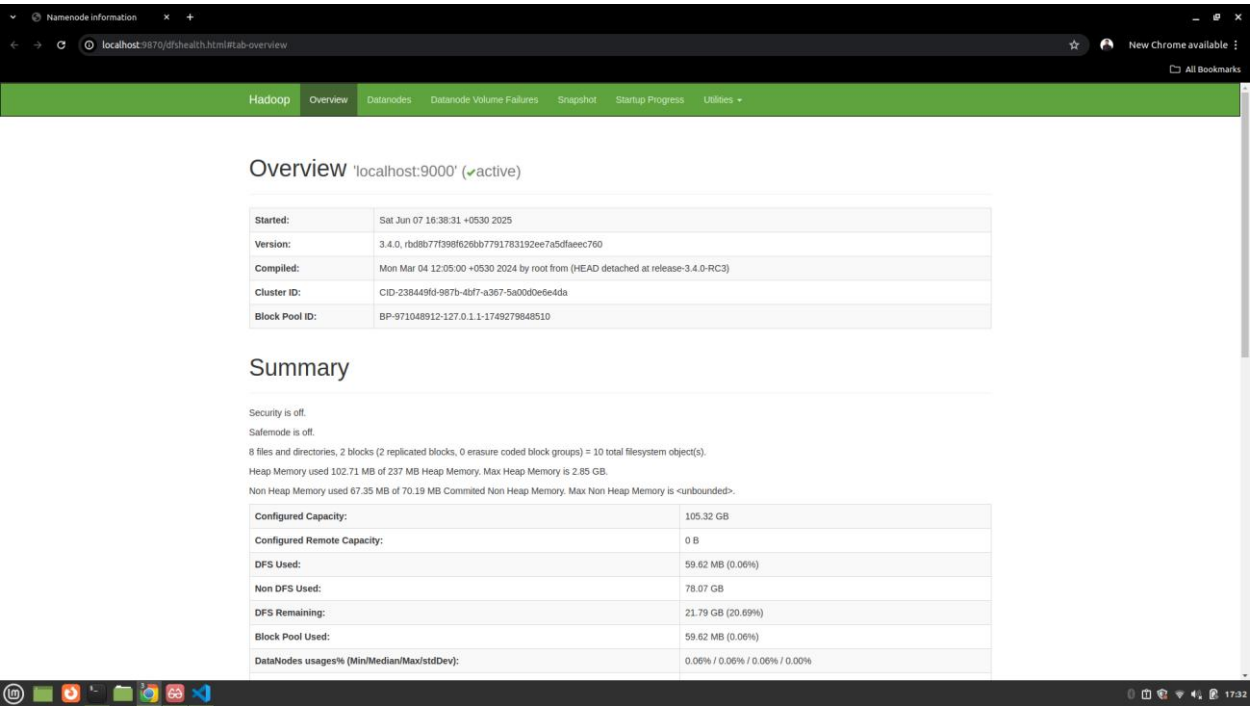 Namenode information
localhost:9870/dfshealth.html#tab-overview
New Chrome available
All Bookmarks
Hadoop Overview Datanodes Datanode Volume Failures Snapshot Startup Progress Utilities
Overview 'localhost:9000' (✔active)
Started: Sat Jun 07 16:38:31 +0530 2025
Version: 3.4.0, rbd8b77f398f626bb7791783192ee7a5dfaeec760
Compiled: Mon Mar 04 12:05:00 +0530 2024 by root from (HEAD detached at release-3.4.0-RC3)
Cluster ID: CID-238449fd-987b-4bf7-a367-5a00d0e6e4da
Block Pool ID: BP-971048912-127.0.1.1-1749279848510
Summary
Security is off.
Safemode is off.
8 files and directories, 2 blocks (2 replicated blocks, 0 erasure coded block groups) = 10 total filesystem object(s).
Heap Memory used 102.71 MB of 237 MB Heap Memory. Max Heap Memory is 2.85 GB.
Non Heap Memory used 67.35 MB of 70.19 MB Commited Non Heap Memory. Max Non Heap Memory is <unbounded>.
Configured Capacity: 105.32 GB
Configured Remote Capacity: 0 B
DFS Used: 59.62 MB (0.06%)
Non DFS Used: 78.07 GB
DFS Remaining: 21.79 GB (20.69%)
Block Pool Used: 59.62 MB (0.06%)
DataNodes usages% (Min/Median/Max/stdDev): 0.06% / 0.06% / 0.06% / 0.00%
17:32